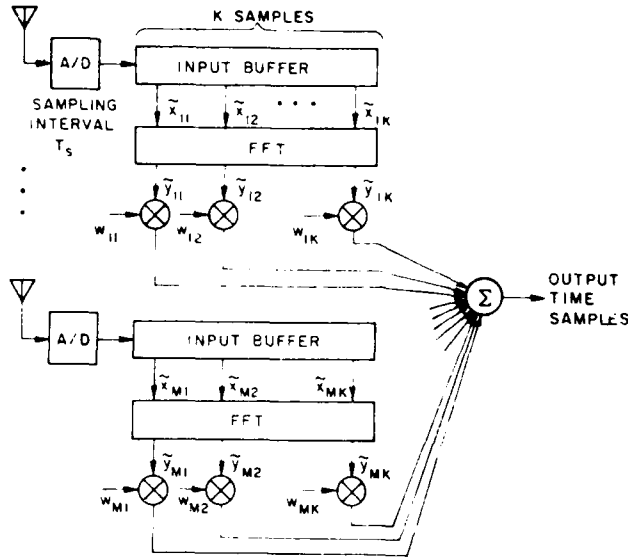 K SAMPLES
A/D
INPUT BUFFER
SAMPLING
INTERVAL
T_s
x̃_11 x̃_12 • • • x̃_1K
FFT
ỹ_11 ỹ_12 ỹ_1K
w_11 w_12 w_1K
Σ
OUTPUT
TIME
SAMPLES
A/D
INPUT BUFFER
x̃_M1 x̃_M2 x̃_MK
FFT
ỹ_M1 ỹ_M2 ỹ_MK
w_M1 w_M2 w_MK